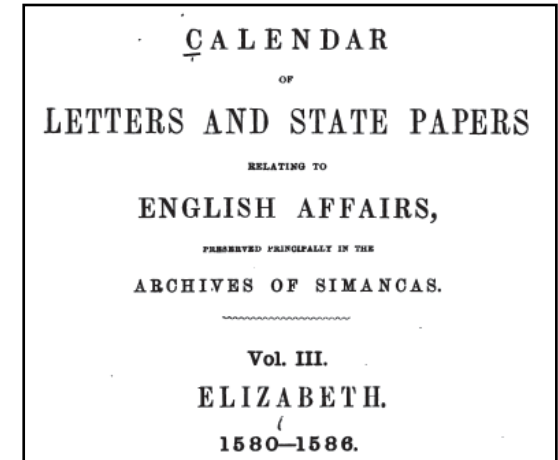 CALENDAR
OF
LETTERS AND STATE PAPERS
RELATING TO
ENGLISH AFFAIRS,
PRESERVED PRINCIPALLY IN THE
ARCHIVES OF SIMANCAS.
Vol. III.
ELIZABETH.
1580—1586.